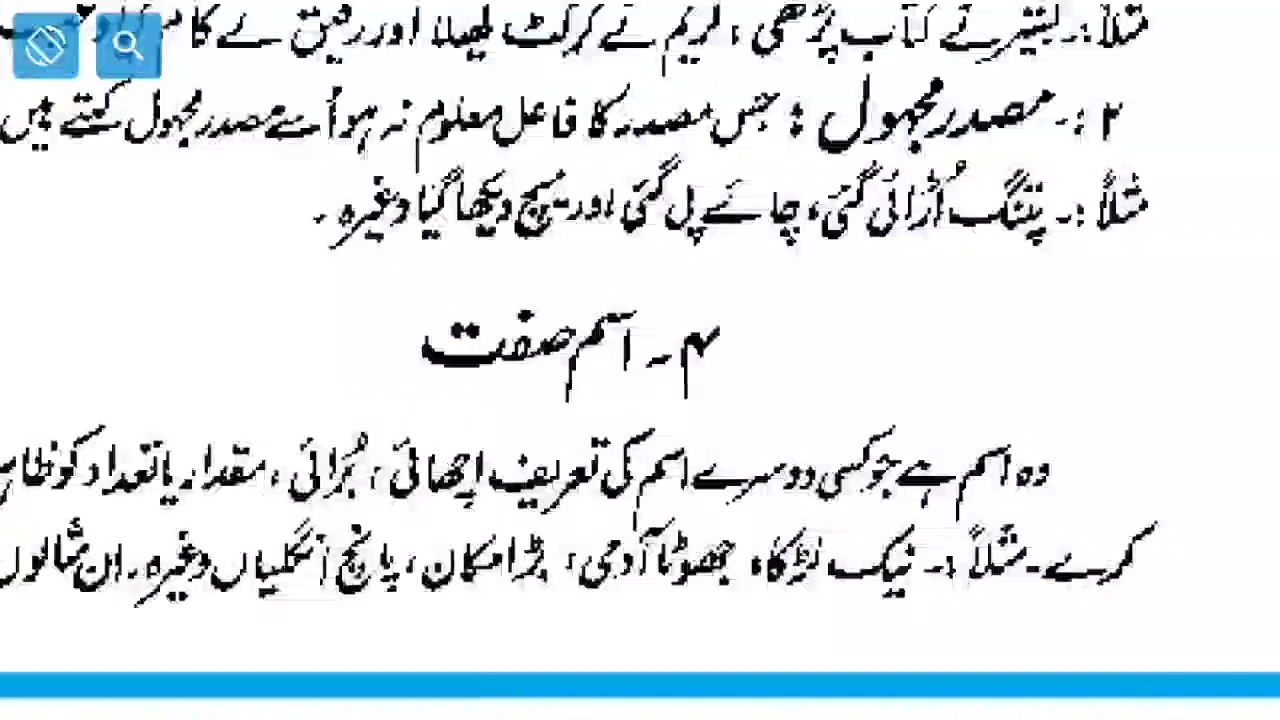 مثلاً :۔ بشیر نے کتاب پڑھی ، کریم نے کرکٹ کھیلا اور رفیق نے کام
۲ :۔ مصدر مجہول : جس مصدر کا فاعل معلوم نہ ہو اُسے مصدر مجہول کہتے ہیں
مثلاً :۔ پتنگ اُڑائی گئی ، چائے پی گئی اور میچ دیکھا گیا وغیرہ ۔
۴ ۔ اسم صفت
وہ اسم ہے جو کسی دوسرے اسم کی تعریف اچھائی ، بُرائی ، مقدار یا تعداد کو ظاہر
کرے ۔ مثلاً :۔ نیک لڑکا ، جھوٹا آدمی ، بڑا مکان ، پانچ انگلیاں وغیرہ ۔ ان مثالوں